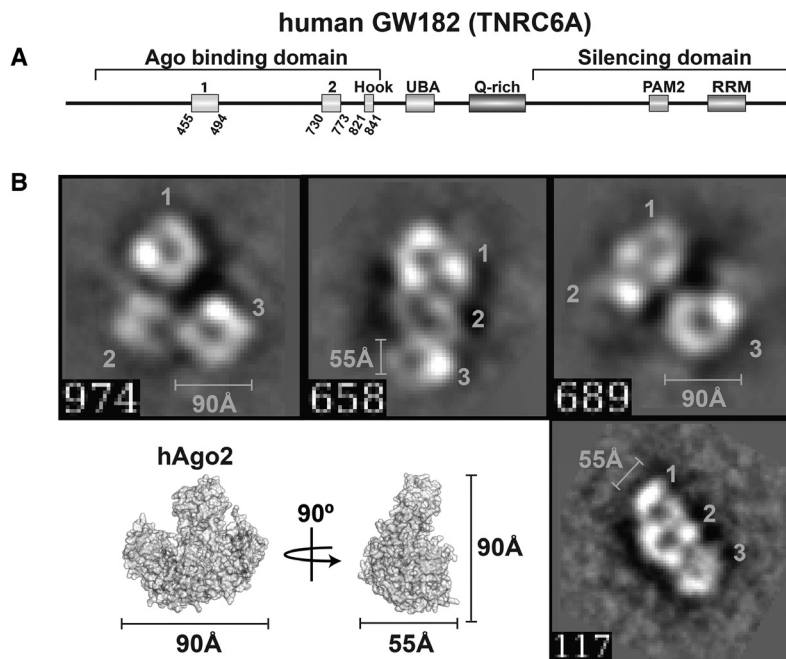 human GW182 (TNRC6A)
A
Ago binding domain Silencing domain
1 2 Hook UBA Q-rich PAM2 RRM
455 494 730 773 821 841
B
1 2 3 90Å 974
1 2 3 55Å 658
1 2 3 90Å 689
hAgo2
90º
90Å
90Å 55Å
55Å 1 2 3 117